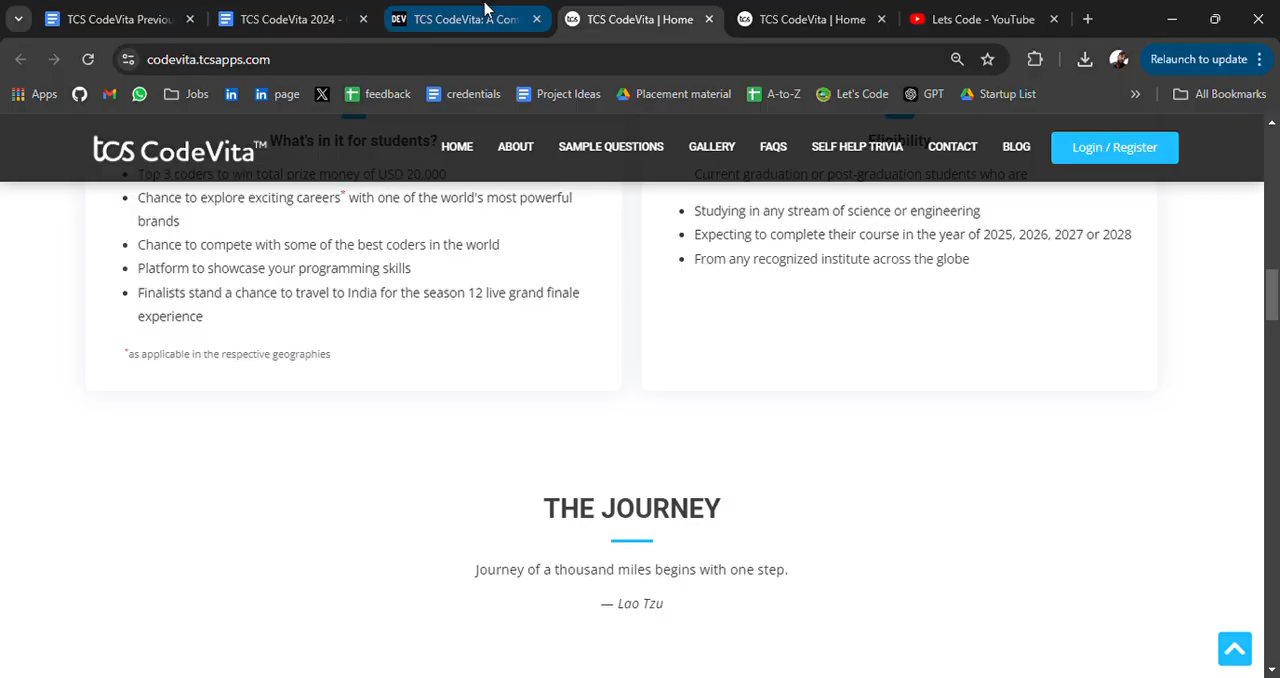 TCS CodeVita Previou
TCS CodeVita 2024 -
DEV TCS CodeVita: A Com
tcs TCS CodeVita | Home
tcs TCS CodeVita | Home
Lets Code - YouTube
codevita.tcsapps.com
Relaunch to update
Apps
Jobs
page
feedback
credentials
Project Ideas
Placement material
A-to-Z
Let's Code
GPT
Startup List
All Bookmarks
tcs CodeVita™
HOME
ABOUT
SAMPLE QUESTIONS
GALLERY
FAQS
SELF HELP TRIVIA
CONTACT
BLOG
Login / Register
What's in it for students?
Top 3 coders to win total prize money of USD 20,000
• Chance to explore exciting careers* with one of the world's most powerful
brands
• Chance to compete with some of the best coders in the world
• Platform to showcase your programming skills
• Finalists stand a chance to travel to India for the season 12 live grand finale
experience
*as applicable in the respective geographies
Eligibility
Current graduation or post-graduation students who are
• Studying in any stream of science or engineering
• Expecting to complete their course in the year of 2025, 2026, 2027 or 2028
• From any recognized institute across the globe
THE JOURNEY
Journey of a thousand miles begins with one step.
— Lao Tzu